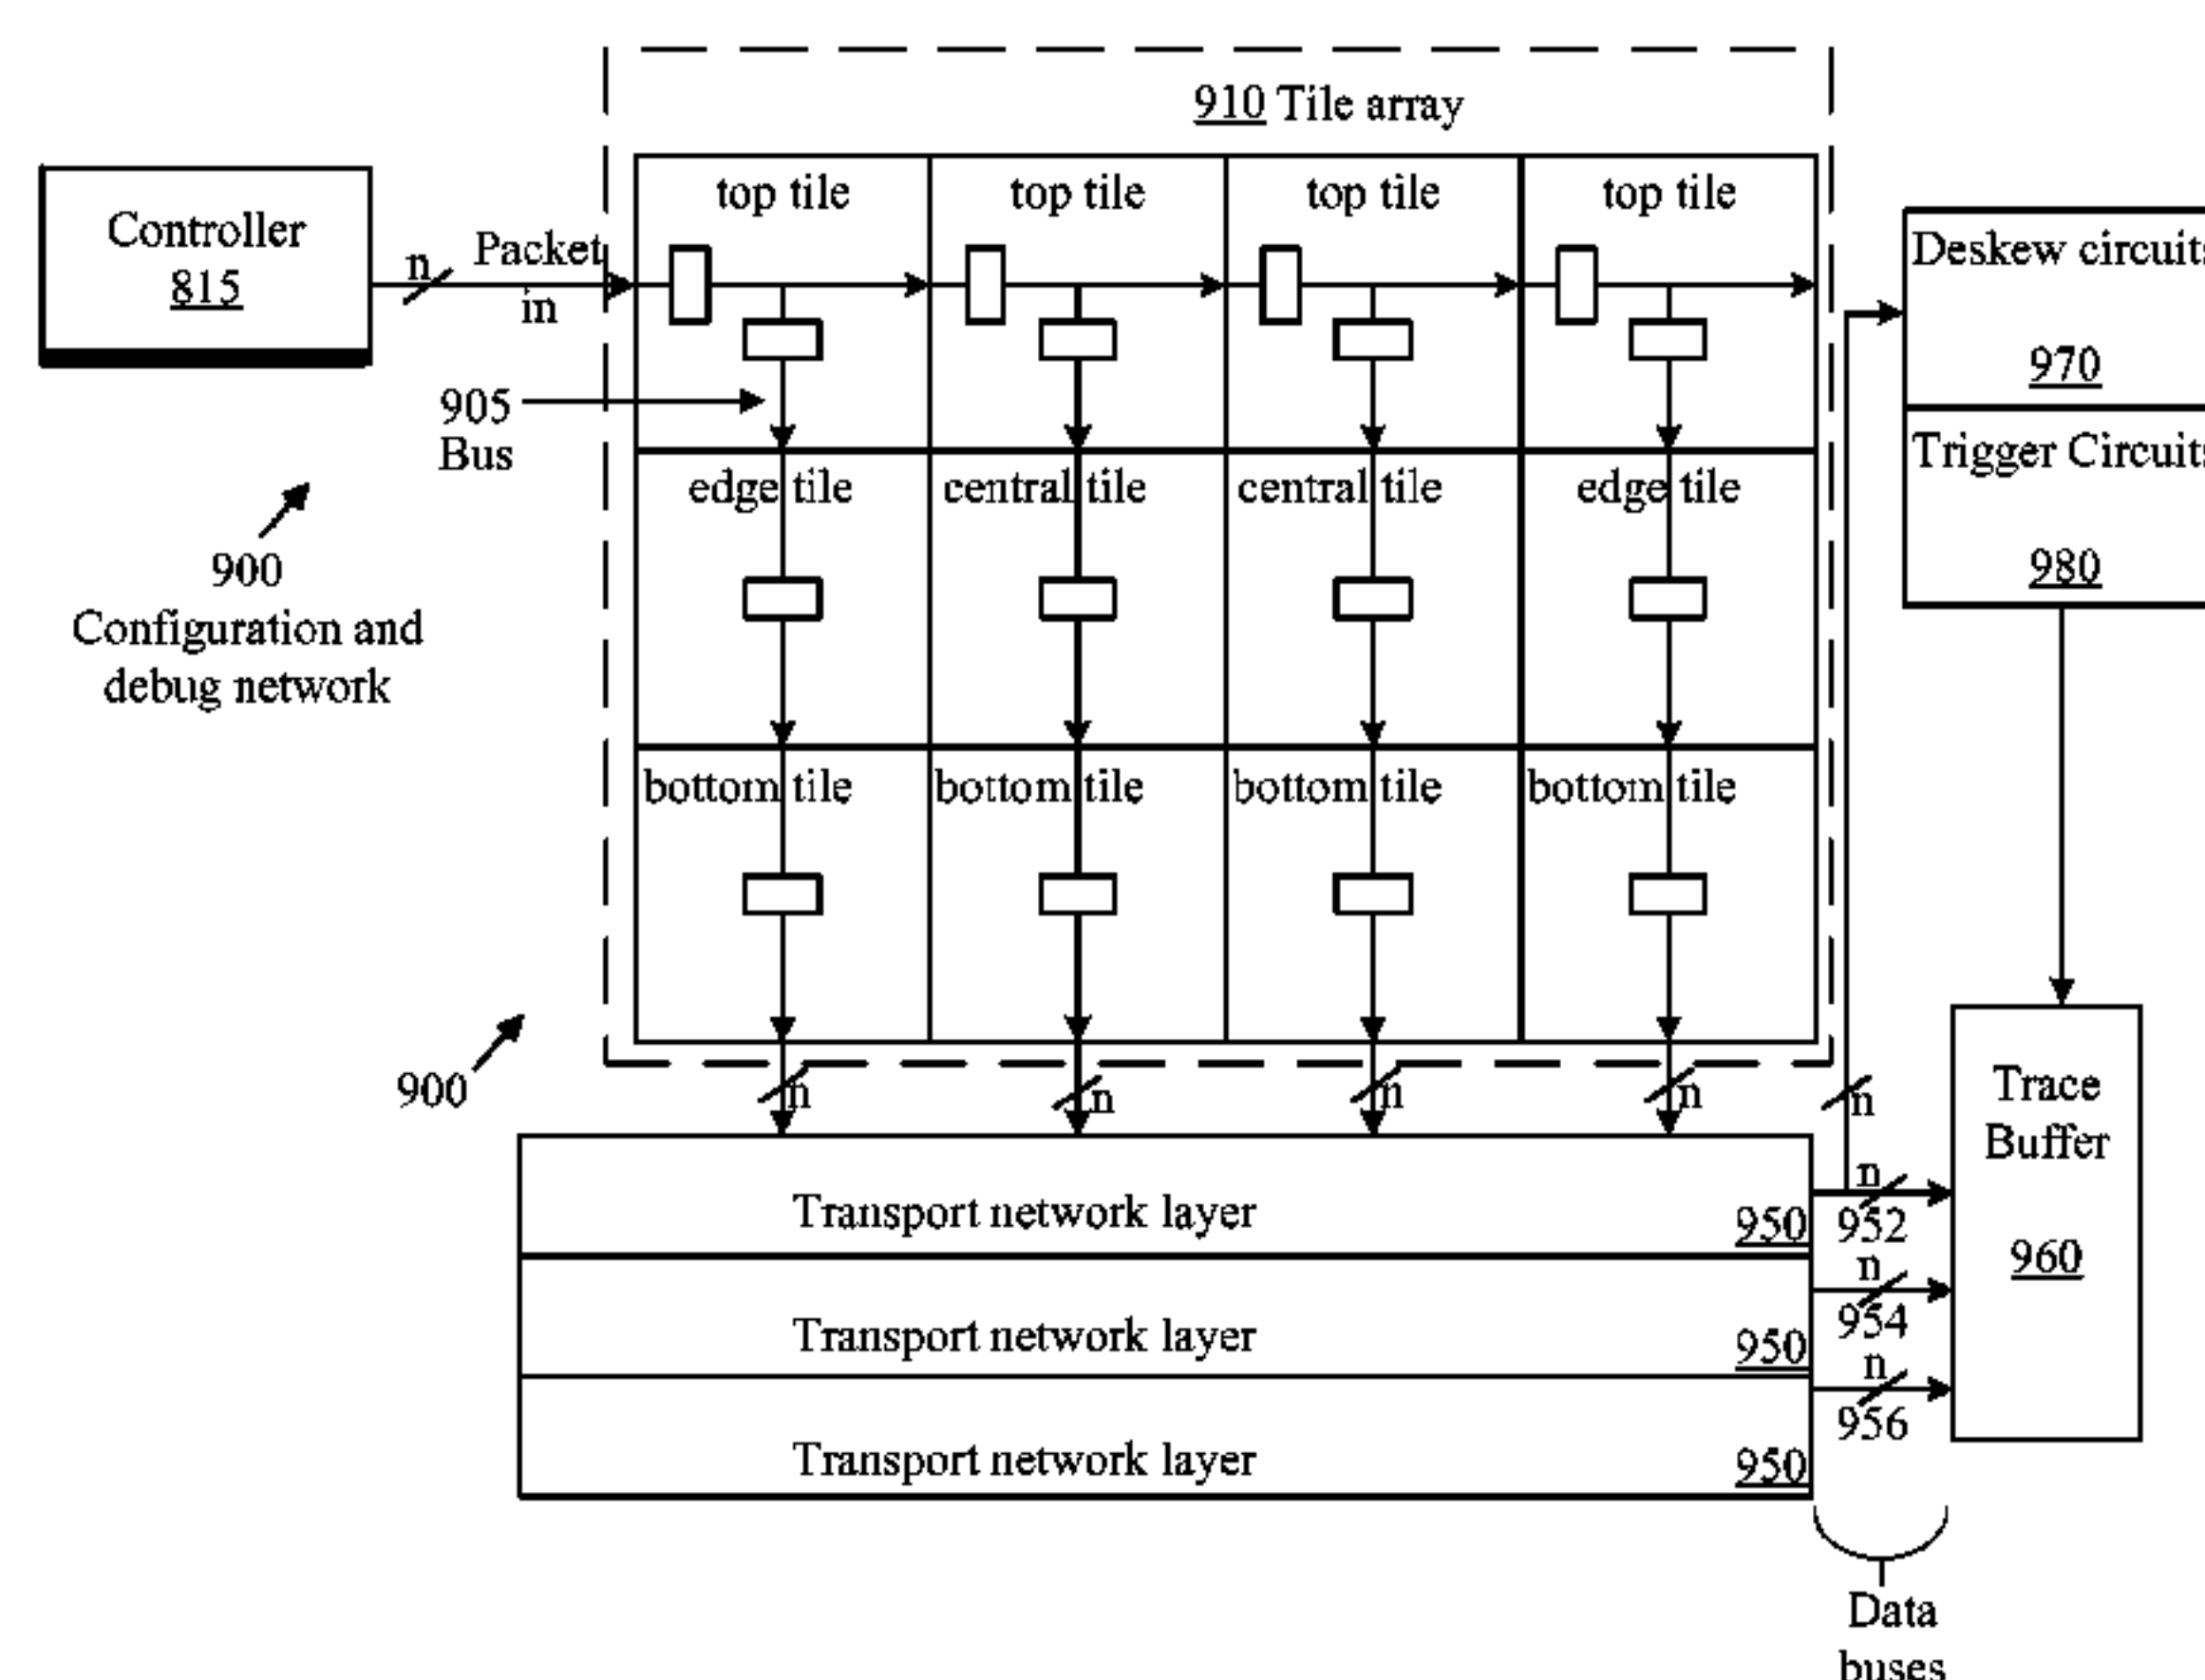 910 Tile array
Controller
815
n
Packet
in
top tile
top tile
top tile
top tile
Deskew circuits
970
905
Bus
Trigger Circuits
980
edge tile
central tile
central tile
edge tile
900
Configuration and
debug network
bottom tile
bottom tile
bottom tile
bottom tile
900
n
n
n
n
n
Trace
Buffer
960
Transport network layer
950
n
952
Transport network layer
950
n
954
Transport network layer
950
n
956
Data
buses